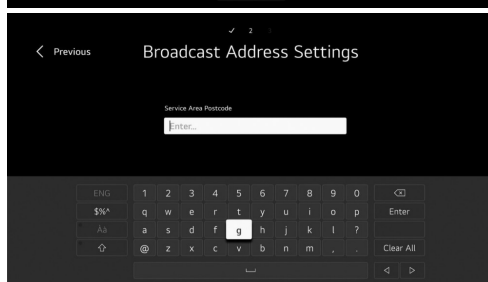 ✓ 2 3
Previous
Broadcast Address Settings
Service Area Postcode
Enter...
ENG 1 2 3 4 5 6 7 8 9 0
$%^ q w e r t y u i o p Enter
Àä a s d f g h j k l ?
@ z x c v b n m , . Clear All